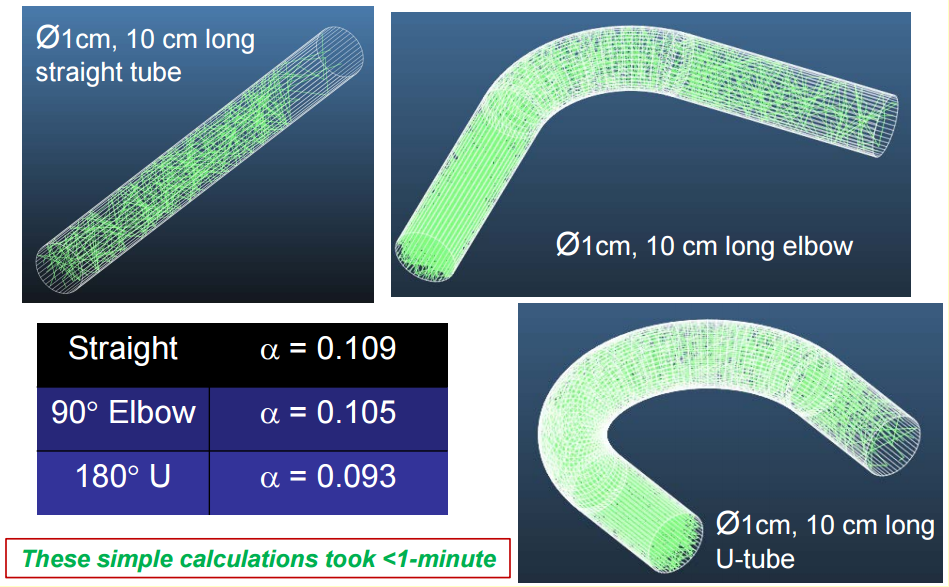 Ø1cm, 10 cm long
straight tube
Ø1cm, 10 cm long elbow
Straight α = 0.109
90° Elbow α = 0.105
180° U α = 0.093
Ø1cm, 10 cm long
U-tube
These simple calculations took <1-minute